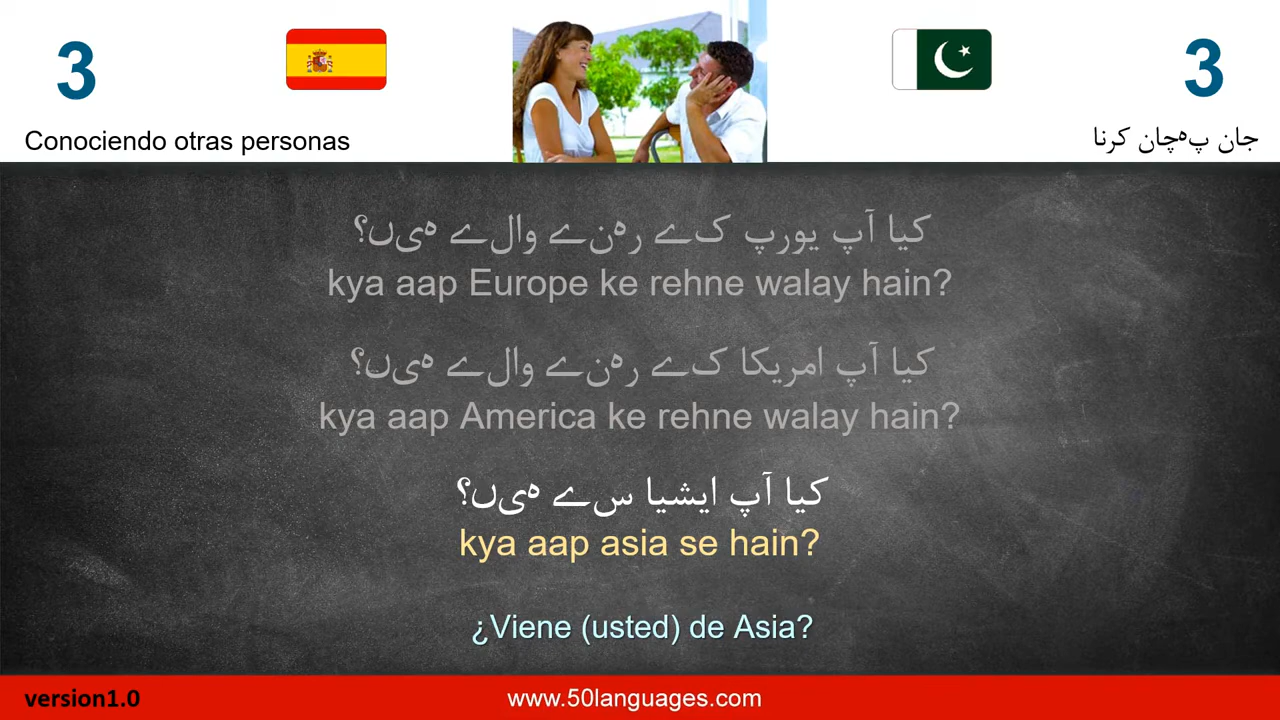 3
3
Conociendo otras personas
جان پہچان کرنا
کیا آپ یورپ کے رہنے والے ہیں؟
kya aap Europe ke rehne walay hain?
کیا آپ امریکا کے رہنے والے ہیں؟
kya aap America ke rehne walay hain?
کیا آپ ایشیا سے ہیں؟
kya aap asia se hain?
¿Viene (usted) de Asia?
version1.0
www.50languages.com